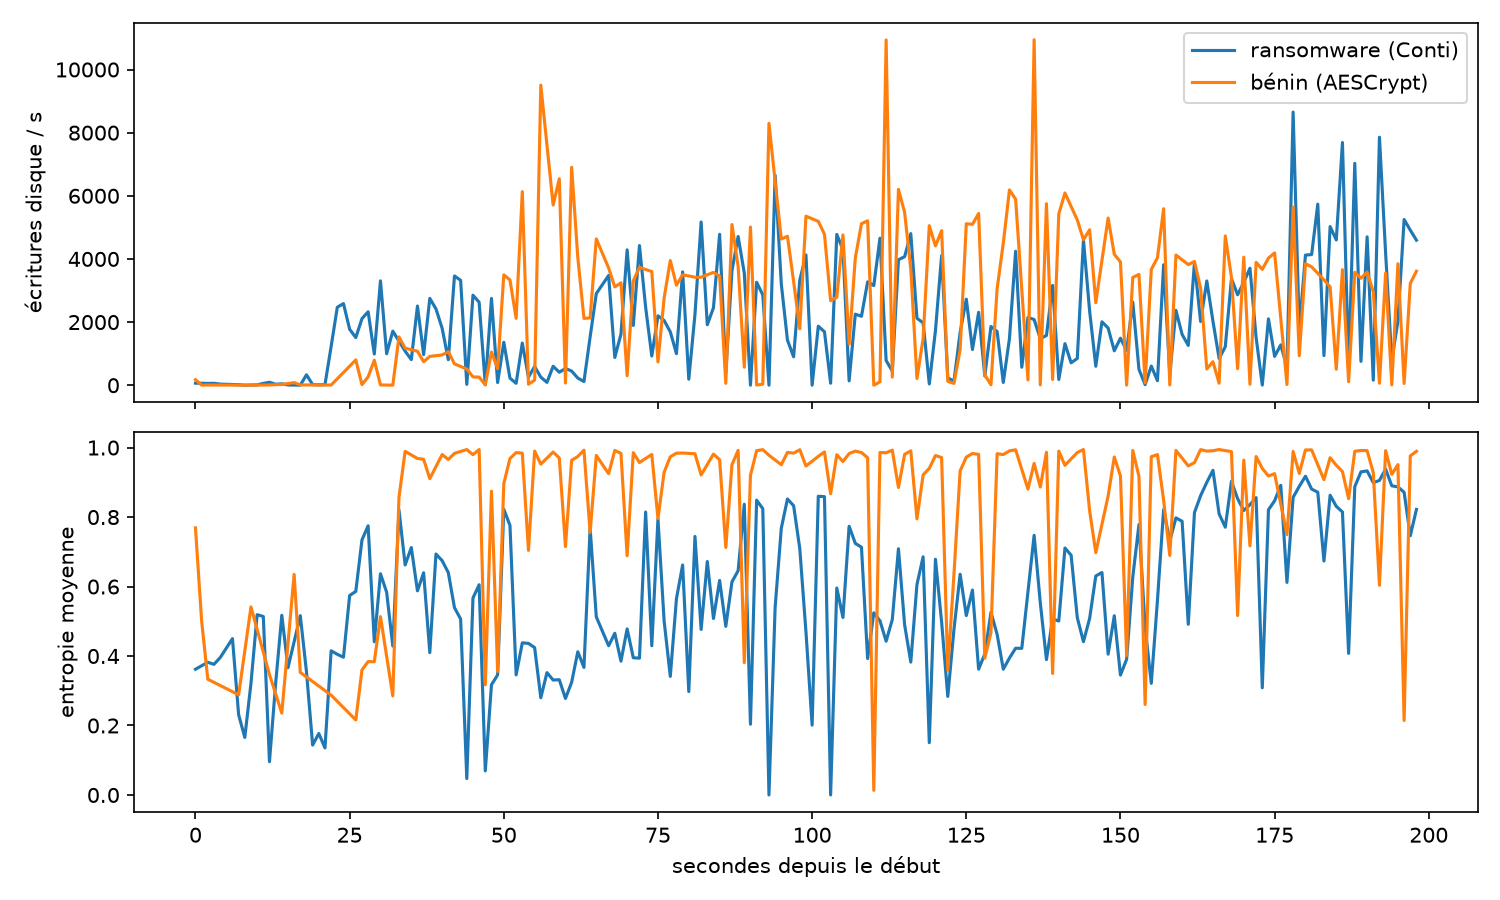 écritures disque / s
10000
8000
6000
4000
2000
0
ransomware (Conti)
bénin (AESCrypt)
entropie moyenne
1.0
0.8
0.6
0.4
0.2
0.0
0 25 50 75 100 125 150 175 200
secondes depuis le début